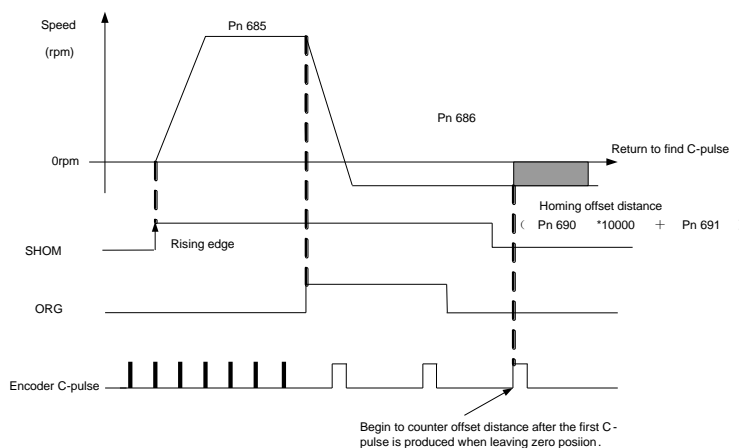 Speed
(rpm)
Pn 685
Pn 686
0rpm
Return to find C-pulse
Homing offset distance
( Pn 690 *10000 + Pn 691
SHOM
Rising edge
ORG
Encoder C-pulse
Begin to counter offset distance after the first C-
pulse is produced when leaving zero posiion.